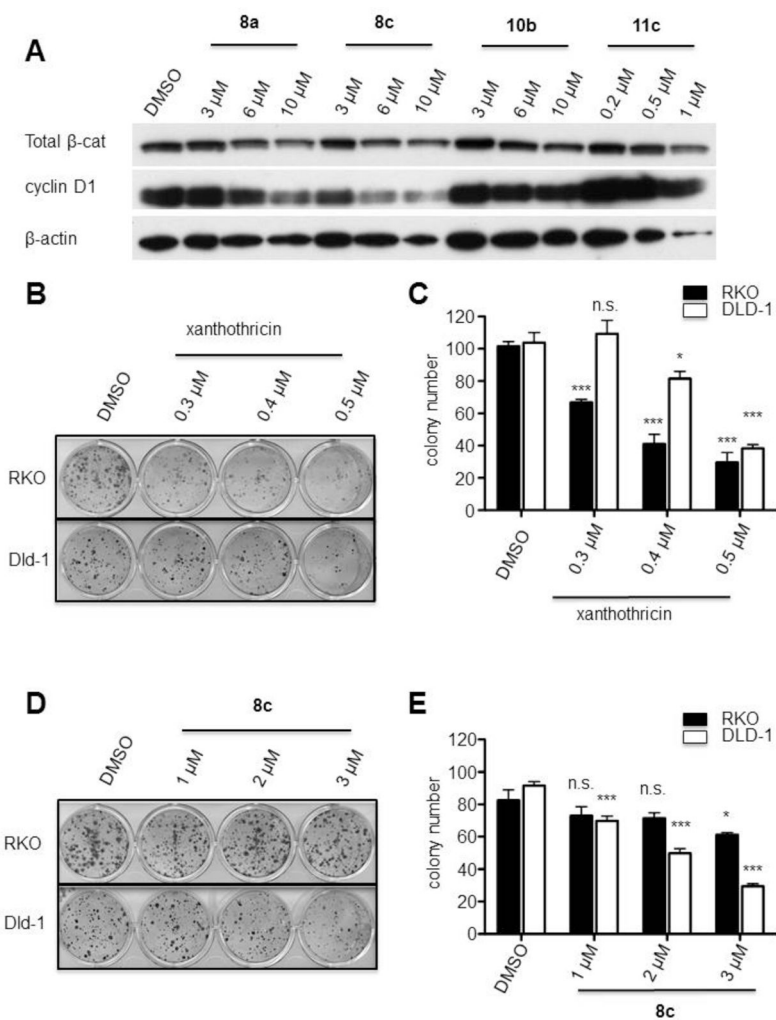 A
8a 8c 10b 11c
DMSO 3 µM 6 µM 10 µM 3 µM 6 µM 10 µM 3 µM 6 µM 10 µM 0.2 µM 0.5 µM 1 µM
Total β-cat
cyclin D1
β-actin
B
xanthothricin
DMSO 0.3 µM 0.4 µM 0.5 µM
RKO
Dld-1
C
RKO
DLD-1
n.s.
*
*** *** *** ***
colony number
120
100
80
60
40
20
0
DMSO 0.3 µM 0.4 µM 0.5 µM
xanthothricin
D
8c
DMSO 1 µM 2 µM 3 µM
RKO
Dld-1
E
RKO
DLD-1
n.s. *** n.s. *** * ***
colony number
120
100
80
60
40
20
0
DMSO 1 µM 2 µM 3 µM
8c